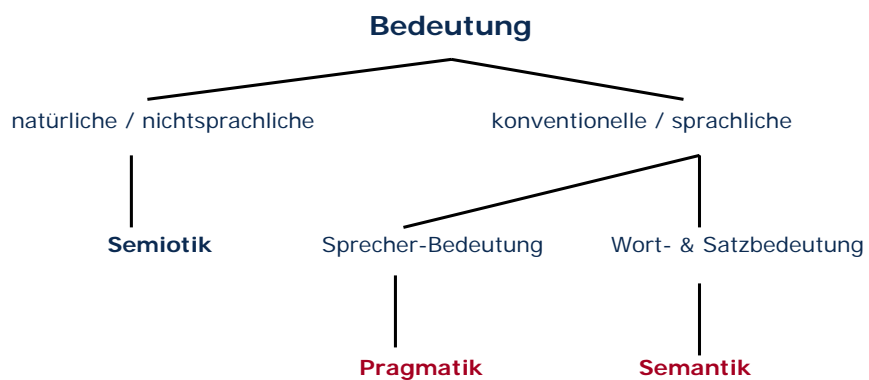 Bedeutung
natürliche / nichtsprachliche
konventionelle / sprachliche
Semiotik
Sprecher-Bedeutung
Wort- & Satzbedeutung
Pragmatik
Semantik